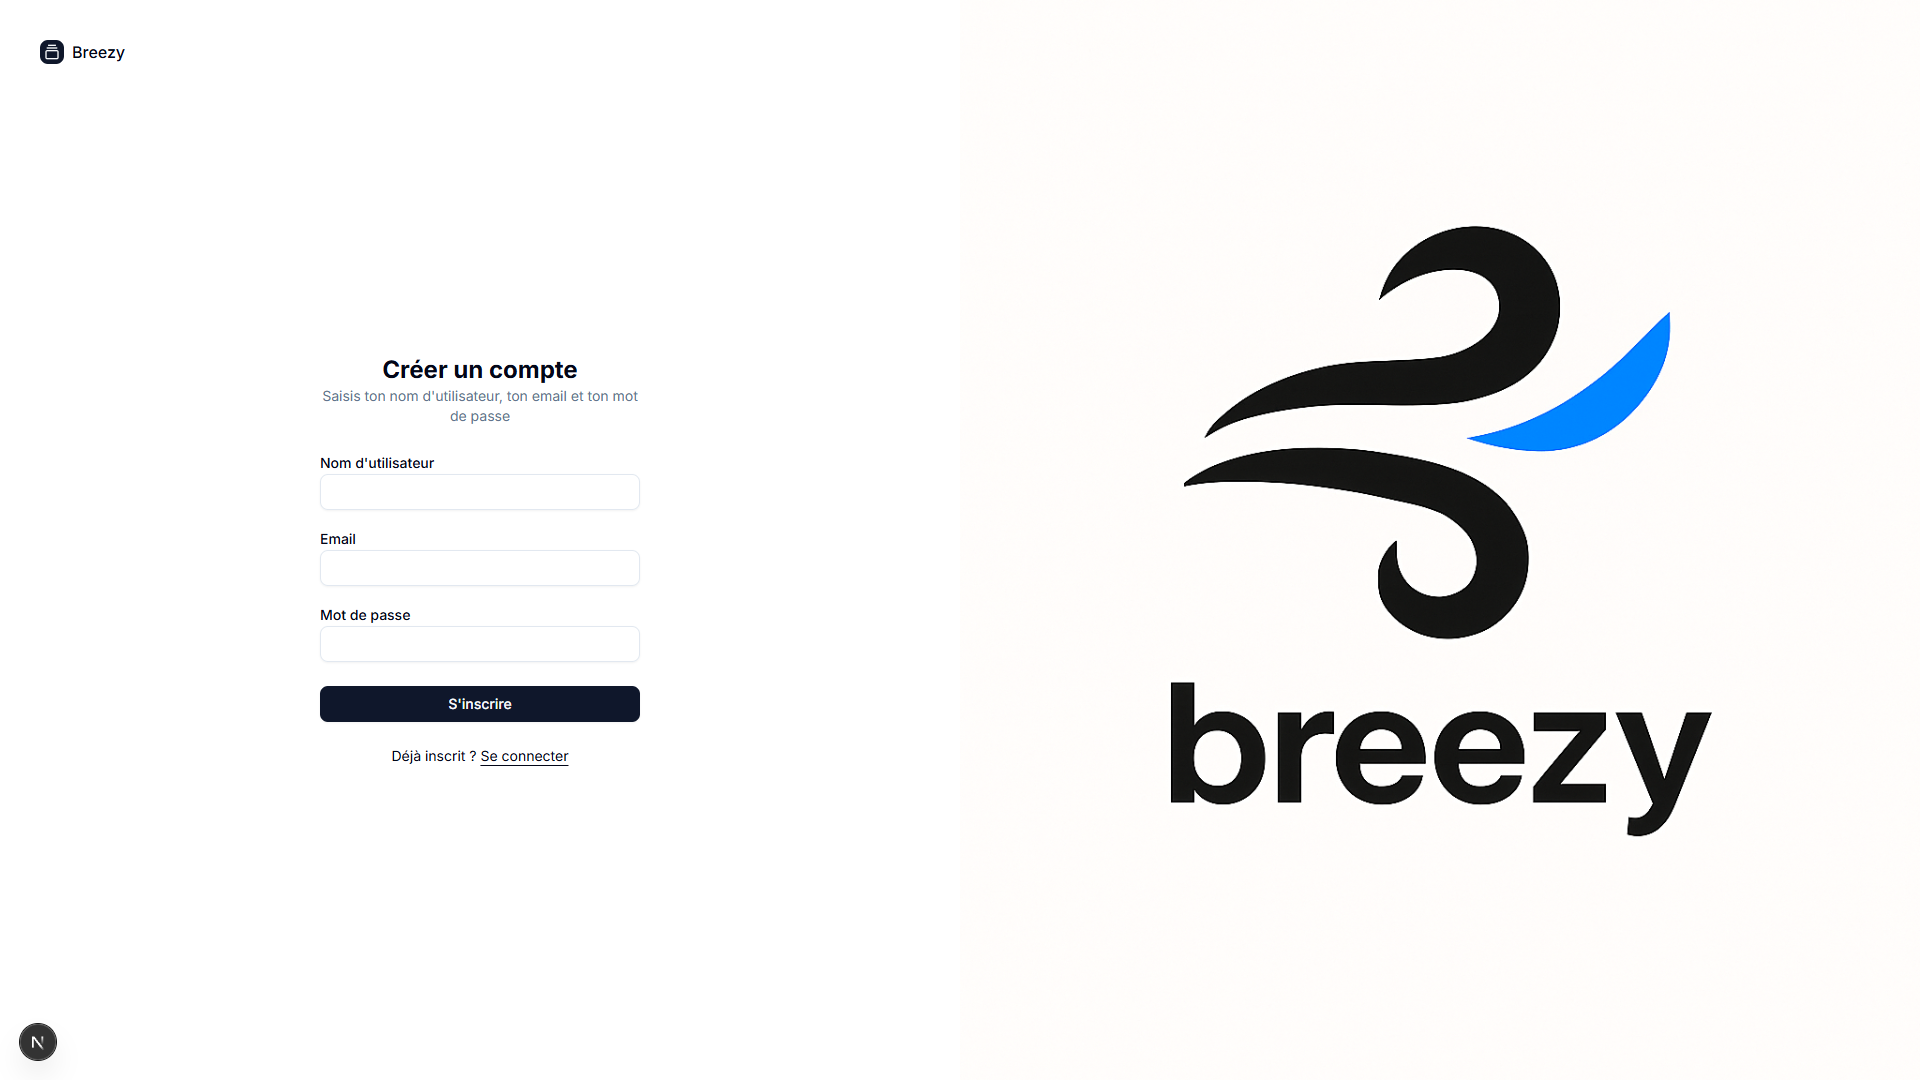 Breezy
Créer un compte
Saisis ton nom d'utilisateur, ton email et ton mot
de passe
Nom d'utilisateur
Email
Mot de passe
S'inscrire
Déjà inscrit ? Se connecter
breezy
N